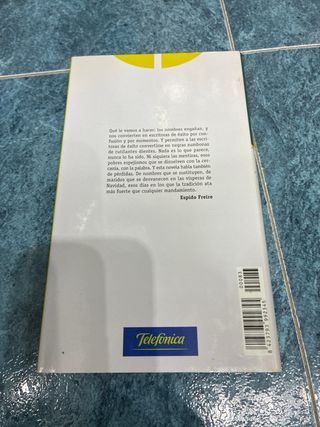 Qué le vamos a hacer: los nombres engañan, y
nos convierten en escritoras de éxito por con-
fusión y por momentos. Y permiten a las escri-
toras de éxito convertirse en negras zumbonas
de rutilantes dientes. Nada es lo que parece,
nunca lo ha sido. Ni siquiera las mentiras, esos
pobres espejismos que se disuelven con la cer-
canía, con la palabra. Y esta novela habla también
de pérdidas. De nombres que se sustituyen, de
maridos que se desvanecen en las vísperas de
Navidad, esos días en los que la tradición ata
más fuerte que cualquier mandamiento.
Espido Freire
00083
Telefónica